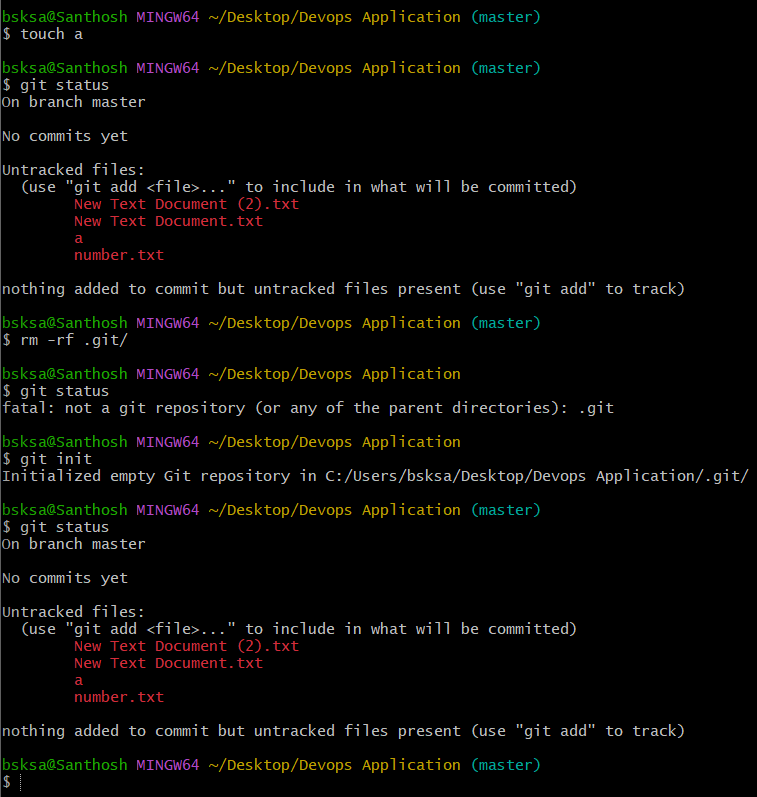 bsksa@Santhosh MINGW64 ~/Desktop/Devops Application (master)
$ touch a
bsksa@Santhosh MINGW64 ~/Desktop/Devops Application (master)
$ git status
On branch master
No commits yet
Untracked files:
  (use "git add <file>..." to include in what will be committed)
        New Text Document (2).txt
        New Text Document.txt
        a
        number.txt
nothing added to commit but untracked files present (use "git add" to track)
bsksa@Santhosh MINGW64 ~/Desktop/Devops Application (master)
$ rm -rf .git/
bsksa@Santhosh MINGW64 ~/Desktop/Devops Application
$ git status
fatal: not a git repository (or any of the parent directories): .git
bsksa@Santhosh MINGW64 ~/Desktop/Devops Application
$ git init
Initialized empty Git repository in C:/Users/bsksa/Desktop/Devops Application/.git/
bsksa@Santhosh MINGW64 ~/Desktop/Devops Application (master)
$ git status
On branch master
No commits yet
Untracked files:
  (use "git add <file>..." to include in what will be committed)
        New Text Document (2).txt
        New Text Document.txt
        a
        number.txt
nothing added to commit but untracked files present (use "git add" to track)
bsksa@Santhosh MINGW64 ~/Desktop/Devops Application (master)
$